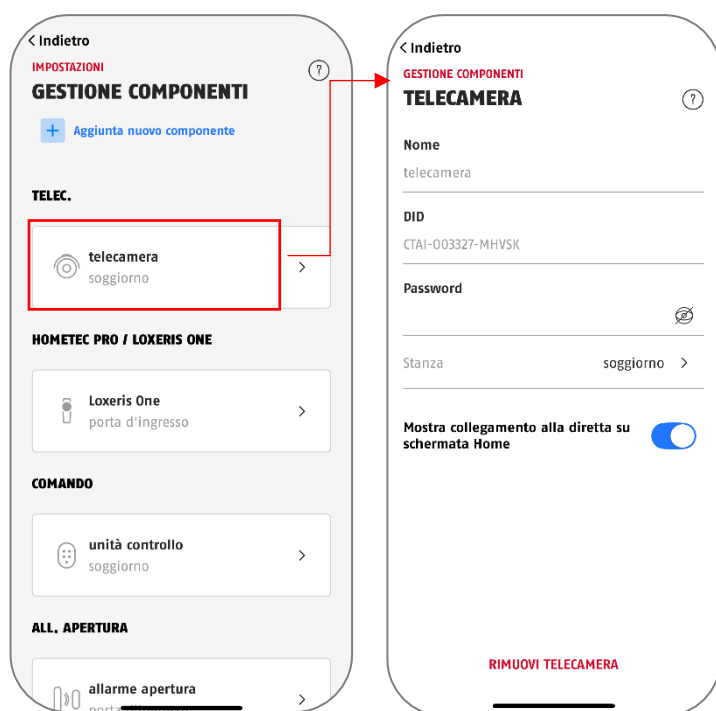 < Indietro
IMPOSTAZIONI
GESTIONE COMPONENTI
?
+ Aggiunta nuovo componente
TELEC.
telecamera
soggiorno
HOMETEC PRO / LOXERIS ONE
Loxeris One
porta d'ingresso
COMANDO
unità controllo
soggiorno
ALL. APERTURA
allarme apertura
< Indietro
GESTIONE COMPONENTI
TELECAMERA
?
Nome
telecamera
DID
CTAI-003327-MHVSK
Password
Stanza soggiorno >
Mostra collegamento alla diretta su
schermata Home
RIMUOVI TELECAMERA